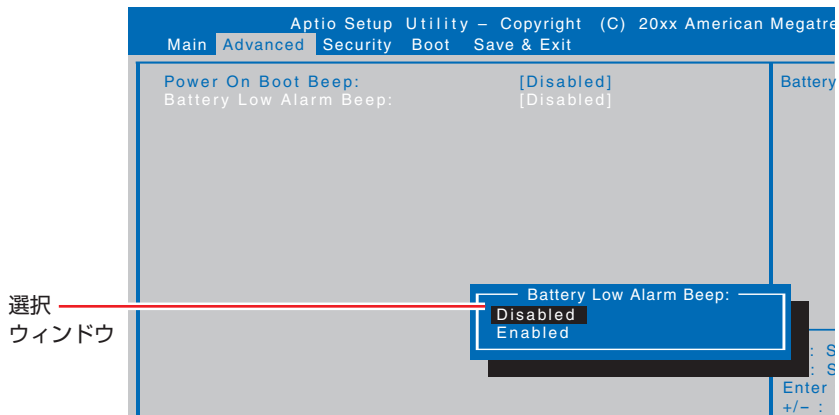 Aptio Setup Utility – Copyright (C) 20xx American Megatre
Main Advanced Security Boot Save & Exit
Power On Boot Beep: [Disabled]
Battery Low Alarm Beep: [Disabled]
Battery
選択
ウィンドウ
Battery Low Alarm Beep:
Disabled
Enabled
: S
: S
Enter
+/− :